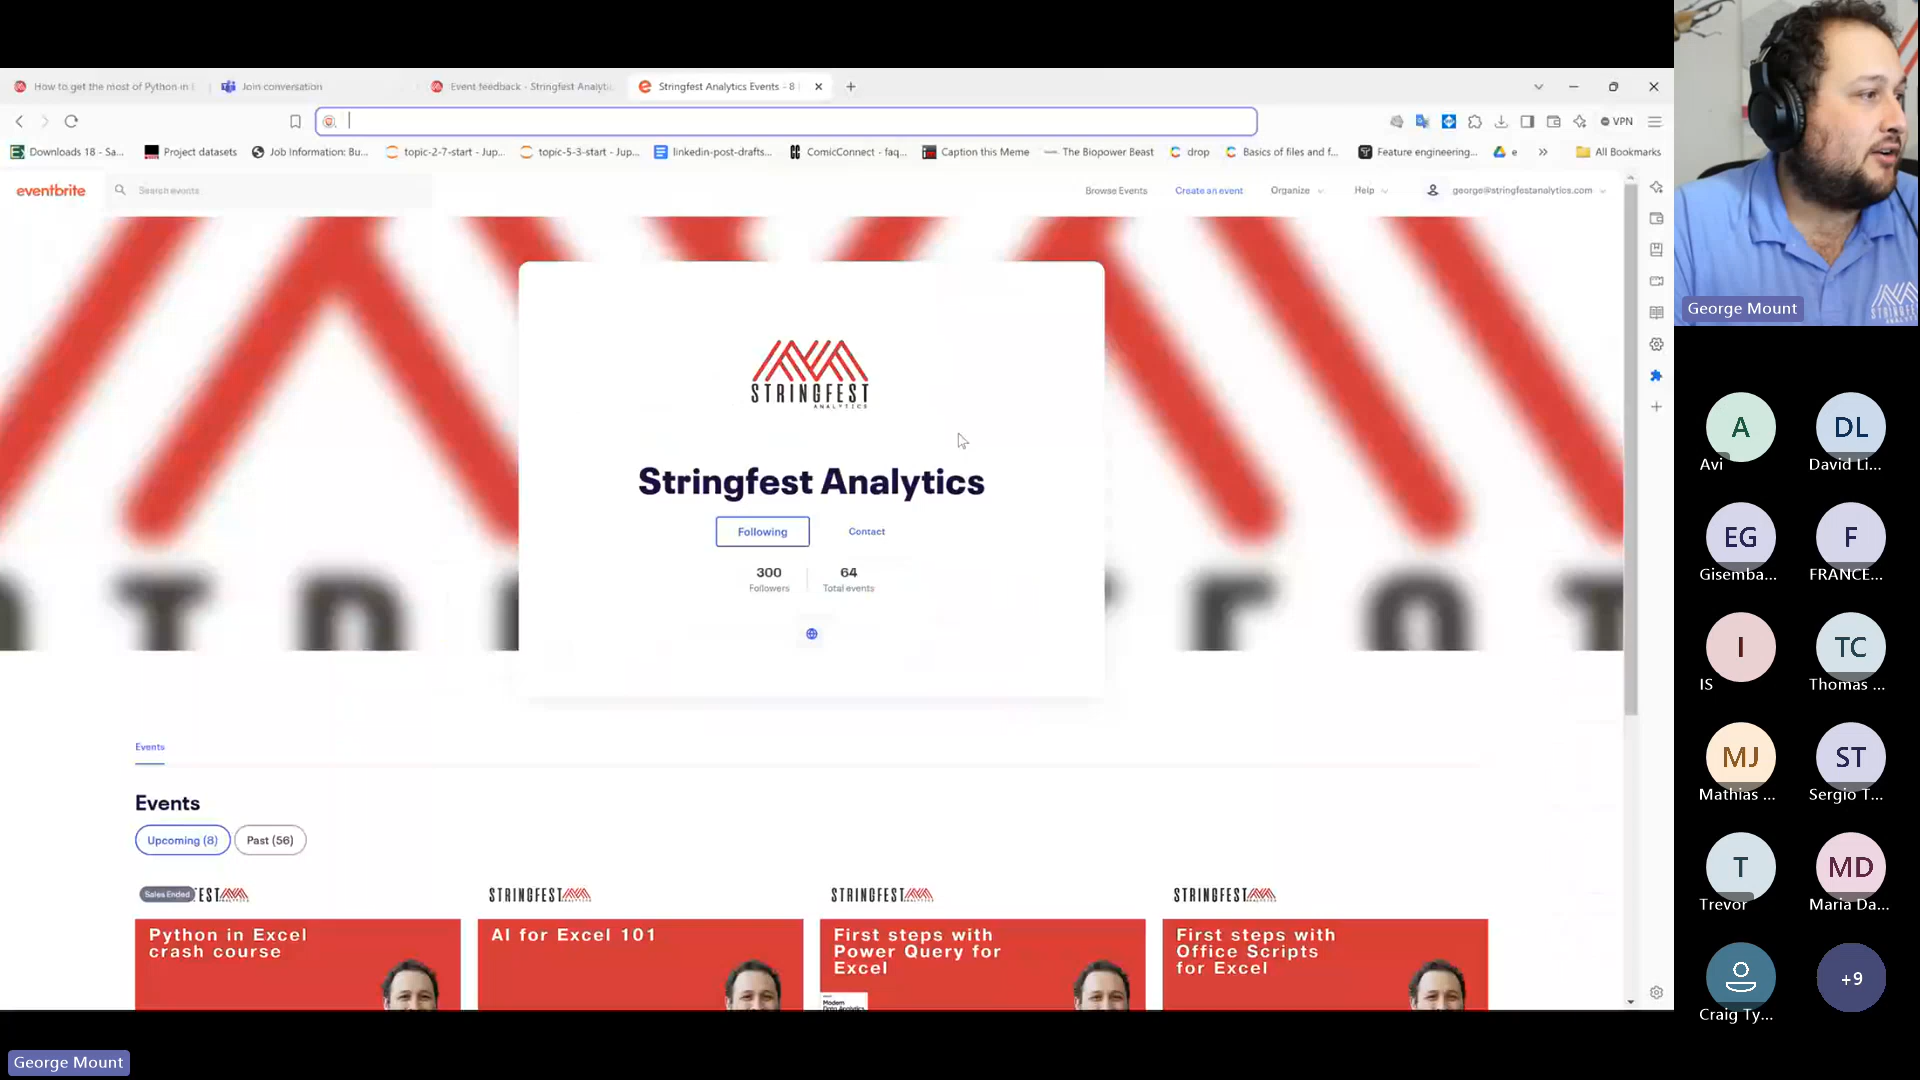 How to get the most of Python in
Join conversation
Event feedback - Stringfest Analyti
Stringfest Analytics Events - 8
VPN
Downloads 18 - Sa...
Project datasets
Job Information: Bu...
topic-2-7-start - Jup...
topic-5-3-start - Jup...
linkedin-post-drafts...
ComicConnect - faq...
Caption this Meme
The Biopower Beast
drop
Basics of files and f...
Feature engineering...
e
All Bookmarks
eventbrite
Search events
Browse Events
Create an event
Organize
Help
george@stringfestanalytics.com
STRINGFEST
ANALYTICS
Stringfest Analytics
Following
Contact
300
Followers
64
Total events
Events
Events
Upcoming (8)
Past (56)
Sales Ended
EST
STRINGFEST
STRINGFEST
STRINGFEST
Python in Excel
crash course
AI for Excel 101
First steps with
Power Query for
Excel
Modern
Data Analytics
First steps with
Office Scripts
for Excel
George Mount
STRINGFEST
ANALYTICS
George Mount
A
Avi
DL
David Li...
EG
Gisemba...
F
FRANCE...
I
IS
TC
Thomas ...
MJ
Mathias ...
ST
Sergio T...
T
Trevor
MD
Maria Da...
Craig Ty...
+9